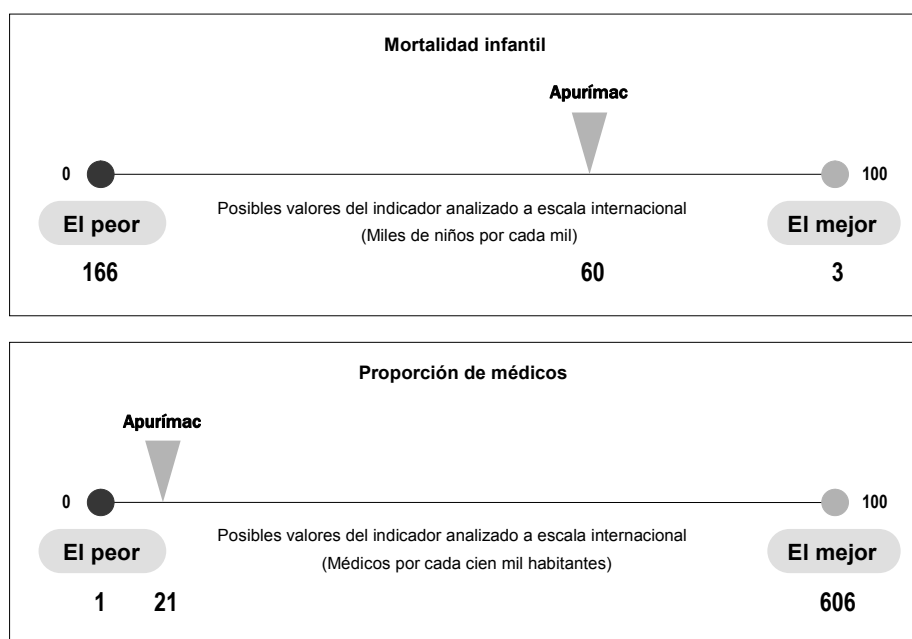 Mortalidad infantil
Apurímac
0 100
El peor El mejor
Posibles valores del indicador analizado a escala internacional
(Miles de niños por cada mil)
166 60 3
Proporción de médicos
Apurímac
0 100
El peor El mejor
Posibles valores del indicador analizado a escala internacional
(Médicos por cada cien mil habitantes)
1 21 606